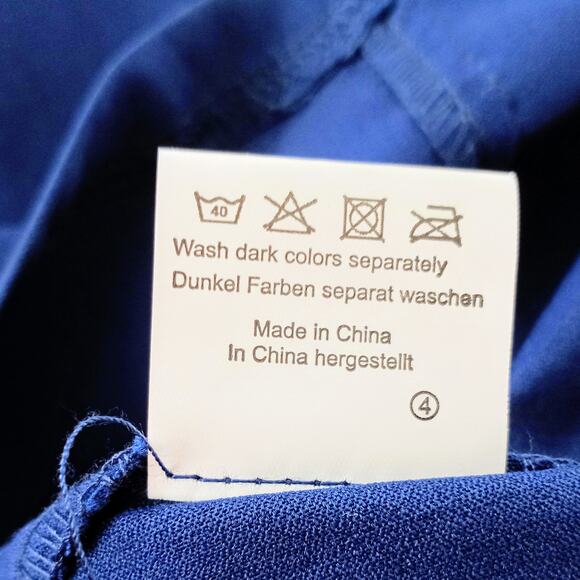 40
Wash dark colors separately
Dunkel Farben separat waschen
Made in China
In China hergestellt
4